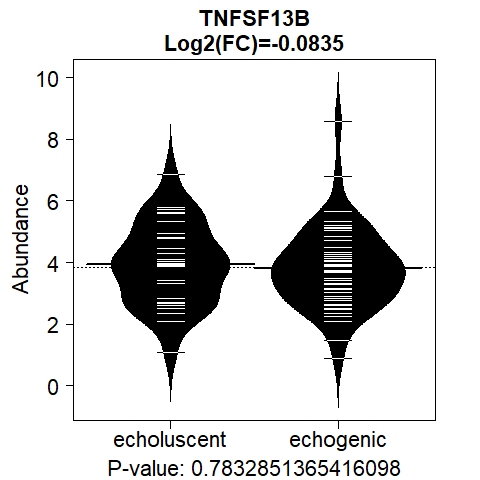 TNFSF13B
Log2(FC)=-0.0835
Abundance
10
8
6
4
2
0
echoluscent echogenic
P-value: 0.7832851365416098